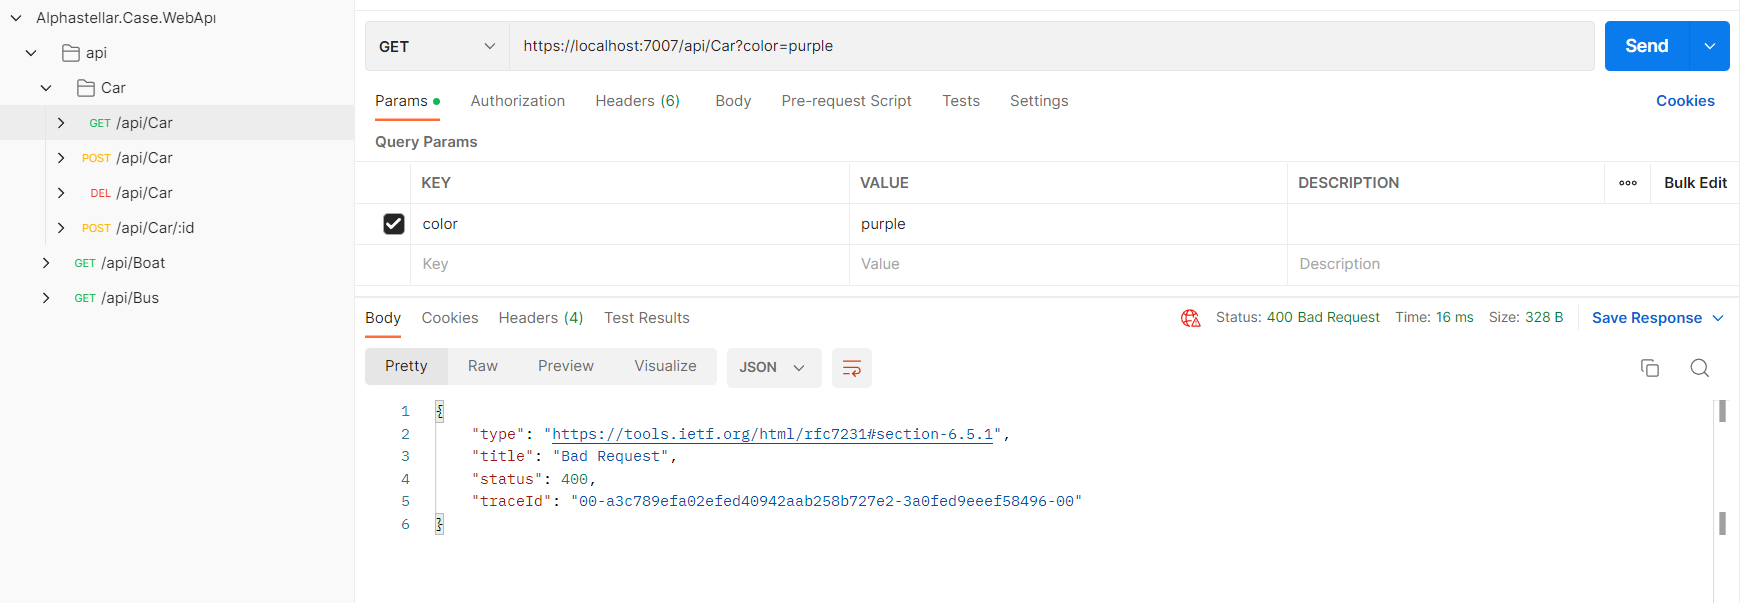 Alphastellar.Case.WebApi
api
Car
GET /api/Car
POST /api/Car
DEL /api/Car
POST /api/Car/:id
GET /api/Boat
GET /api/Bus
GET https://localhost:7007/api/Car?color=purple Send
Params Authorization Headers (6) Body Pre-request Script Tests Settings Cookies
Query Params
KEY VALUE DESCRIPTION Bulk Edit
color purple
Key Value Description
Body Cookies Headers (4) Test Results Status: 400 Bad Request Time: 16 ms Size: 328 B Save Response
Pretty Raw Preview Visualize JSON
1 {
2 "type": "https://tools.ietf.org/html/rfc7231#section-6.5.1",
3 "title": "Bad Request",
4 "status": 400,
5 "traceId": "00-a3c789efa02efed40942aab258b727e2-3a0fed9eeef58496-00"
6 }